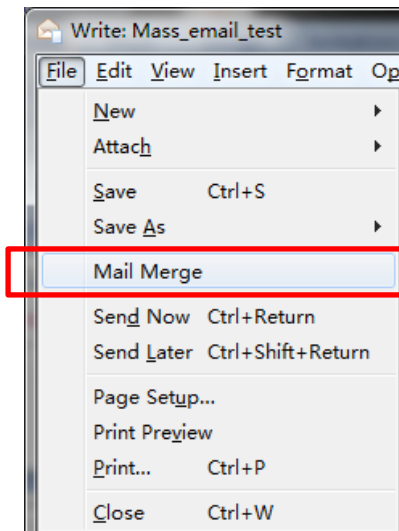 Write: Mass_email_test
File Edit View Insert Format Op
New
Attach
Save Ctrl+S
Save As
Mail Merge
Send Now Ctrl+Return
Send Later Ctrl+Shift+Return
Page Setup...
Print Preview
Print... Ctrl+P
Close Ctrl+W